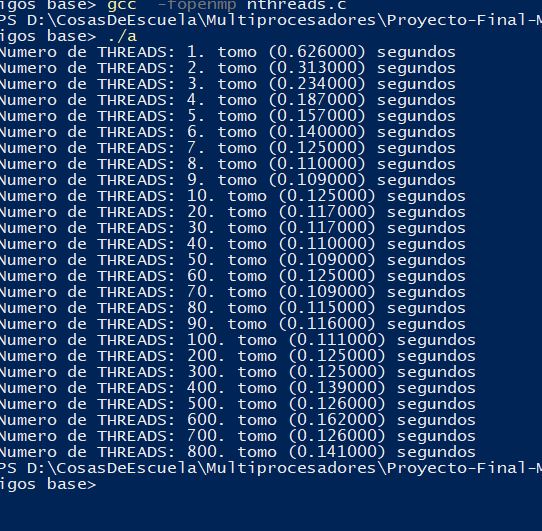 igos base> gcc -fopenmp nthreads.c
PS D:\CosasDeEscuela\Multiprocesadores\Proyecto-Final-M
igos base> ./a
Numero de THREADS: 1. tomo (0.626000) segundos
Numero de THREADS: 2. tomo (0.313000) segundos
Numero de THREADS: 3. tomo (0.234000) segundos
Numero de THREADS: 4. tomo (0.187000) segundos
Numero de THREADS: 5. tomo (0.157000) segundos
Numero de THREADS: 6. tomo (0.140000) segundos
Numero de THREADS: 7. tomo (0.125000) segundos
Numero de THREADS: 8. tomo (0.110000) segundos
Numero de THREADS: 9. tomo (0.109000) segundos
Numero de THREADS: 10. tomo (0.125000) segundos
Numero de THREADS: 20. tomo (0.117000) segundos
Numero de THREADS: 30. tomo (0.117000) segundos
Numero de THREADS: 40. tomo (0.110000) segundos
Numero de THREADS: 50. tomo (0.109000) segundos
Numero de THREADS: 60. tomo (0.125000) segundos
Numero de THREADS: 70. tomo (0.109000) segundos
Numero de THREADS: 80. tomo (0.115000) segundos
Numero de THREADS: 90. tomo (0.116000) segundos
Numero de THREADS: 100. tomo (0.111000) segundos
Numero de THREADS: 200. tomo (0.125000) segundos
Numero de THREADS: 300. tomo (0.125000) segundos
Numero de THREADS: 400. tomo (0.139000) segundos
Numero de THREADS: 500. tomo (0.126000) segundos
Numero de THREADS: 600. tomo (0.162000) segundos
Numero de THREADS: 700. tomo (0.126000) segundos
Numero de THREADS: 800. tomo (0.141000) segundos
PS D:\CosasDeEscuela\Multiprocesadores\Proyecto-Final-M
igos base>